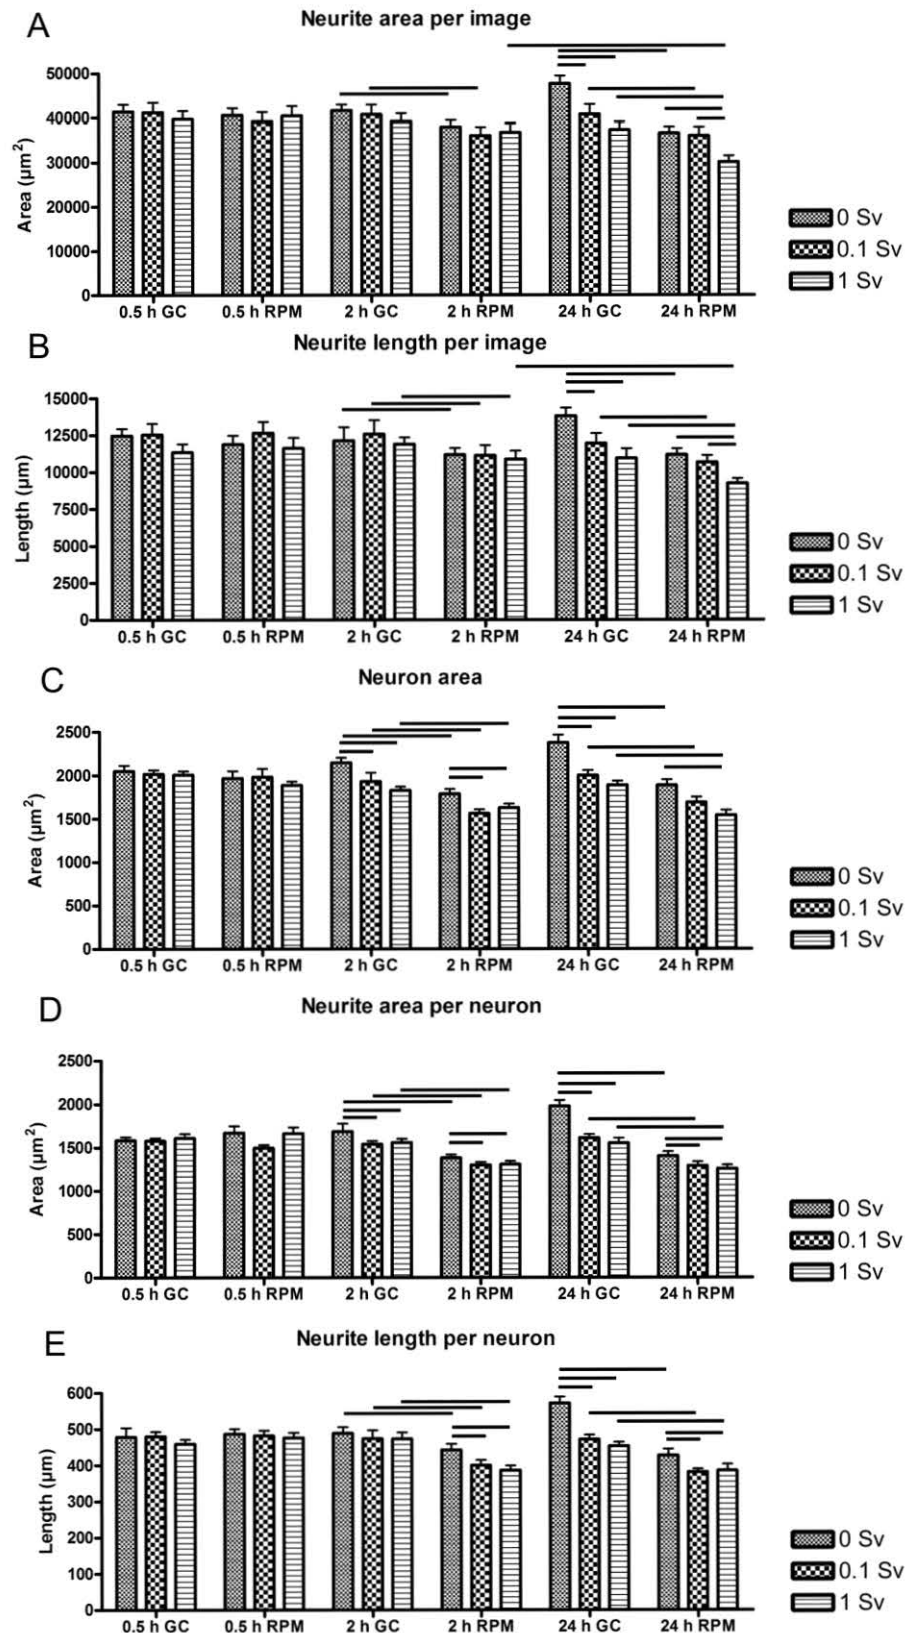 A
Neurite area per image
50000
40000
30000
20000
10000
0
Area (µm²)
0.5 h GC 0.5 h RPM 2 h GC 2 h RPM 24 h GC 24 h RPM
0 Sv
0.1 Sv
1 Sv
B
Neurite length per image
15000
12500
10000
7500
5000
2500
0
Length (µm)
0.5 h GC 0.5 h RPM 2 h GC 2 h RPM 24 h GC 24 h RPM
0 Sv
0.1 Sv
1 Sv
C
Neuron area
2500
2000
1500
1000
500
0
Area (µm²)
0.5 h GC 0.5 h RPM 2 h GC 2 h RPM 24 h GC 24 h RPM
0 Sv
0.1 Sv
1 Sv
D
Neurite area per neuron
2500
2000
1500
1000
500
0
Area (µm²)
0.5 h GC 0.5 h RPM 2 h GC 2 h RPM 24 h GC 24 h RPM
0 Sv
0.1 Sv
1 Sv
E
Neurite length per neuron
600
500
400
300
200
100
0
Length (µm)
0.5 h GC 0.5 h RPM 2 h GC 2 h RPM 24 h GC 24 h RPM
0 Sv
0.1 Sv
1 Sv